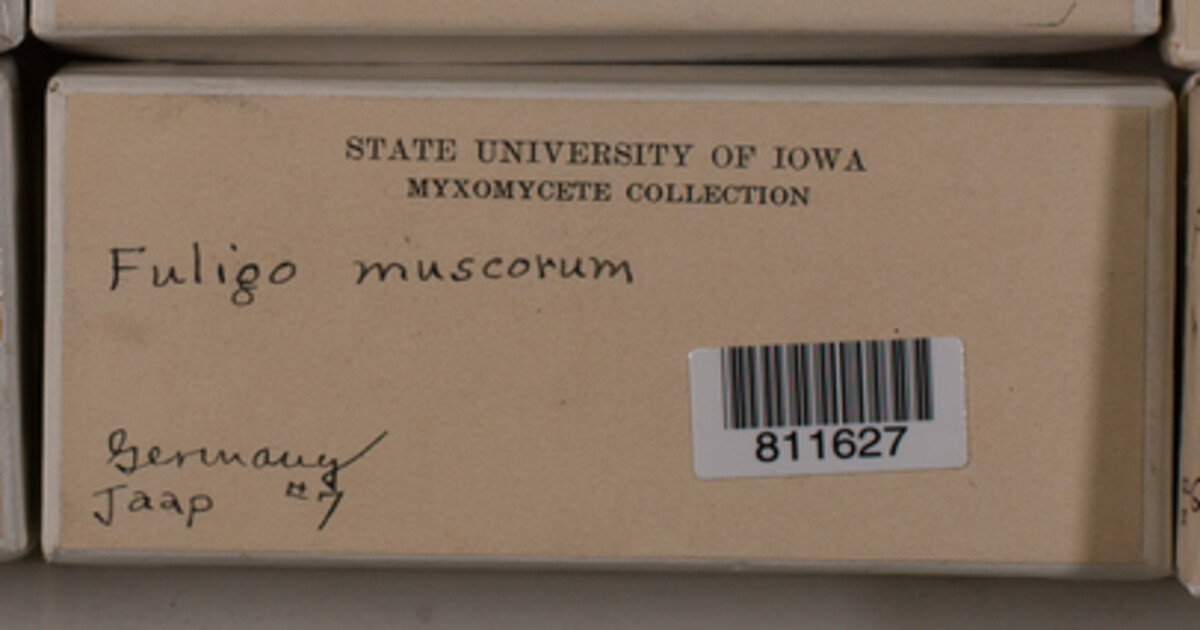 STATE UNIVERSITY OF IOWA
MYXOMYCETE COLLECTION
Fuligo muscorum
811627
Germany
Jaap #7